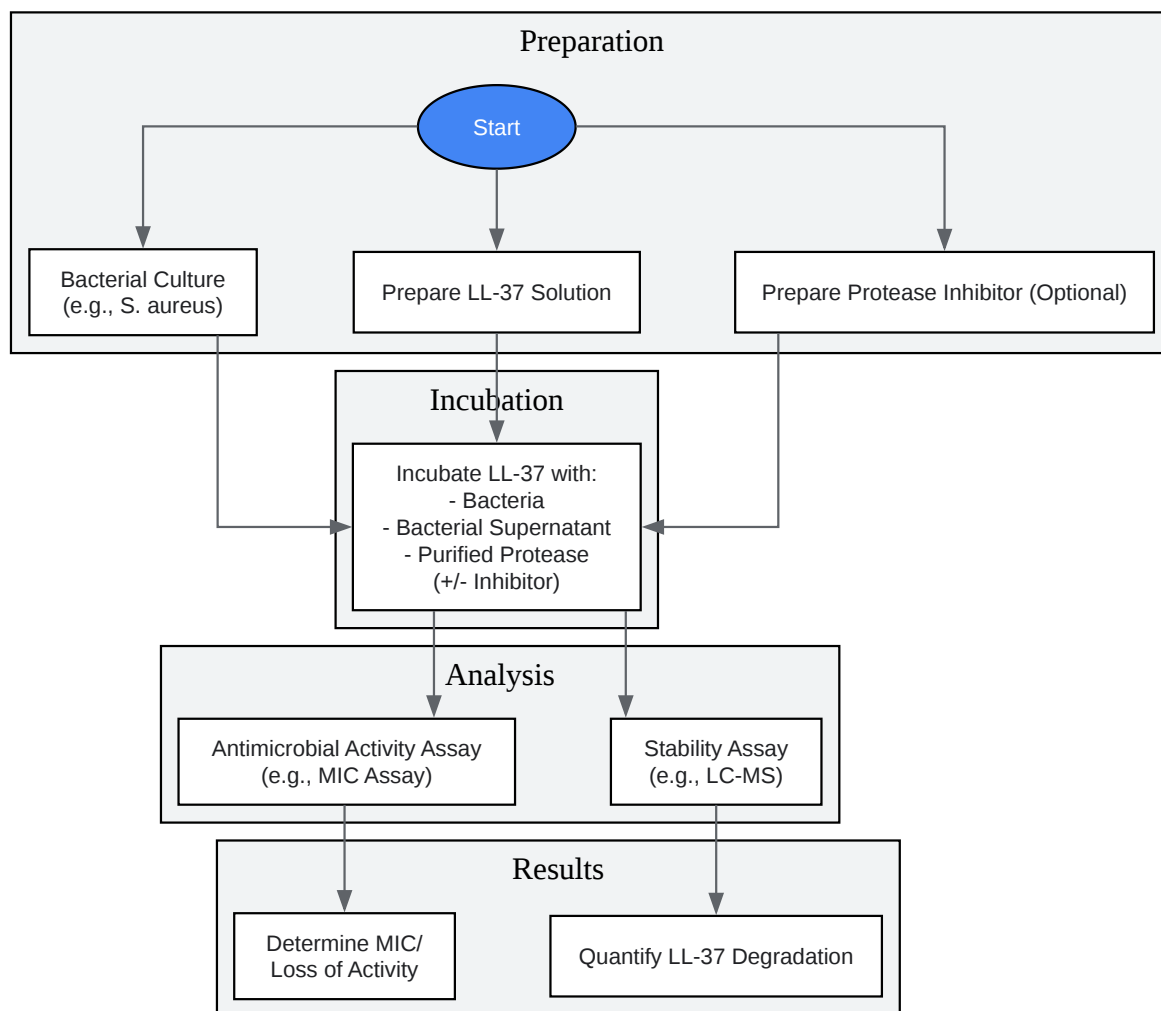 Preparation
Start
Bacterial Culture
(e.g., S. aureus)
Prepare LL-37 Solution
Prepare Protease Inhibitor (Optional)
Incubation
Incubate LL-37 with:
- Bacteria
- Bacterial Supernatant
- Purified Protease
(+/- Inhibitor)
Analysis
Antimicrobial Activity Assay
(e.g., MIC Assay)
Stability Assay
(e.g., LC-MS)
Results
Determine MIC/
Loss of Activity
Quantify LL-37 Degradation